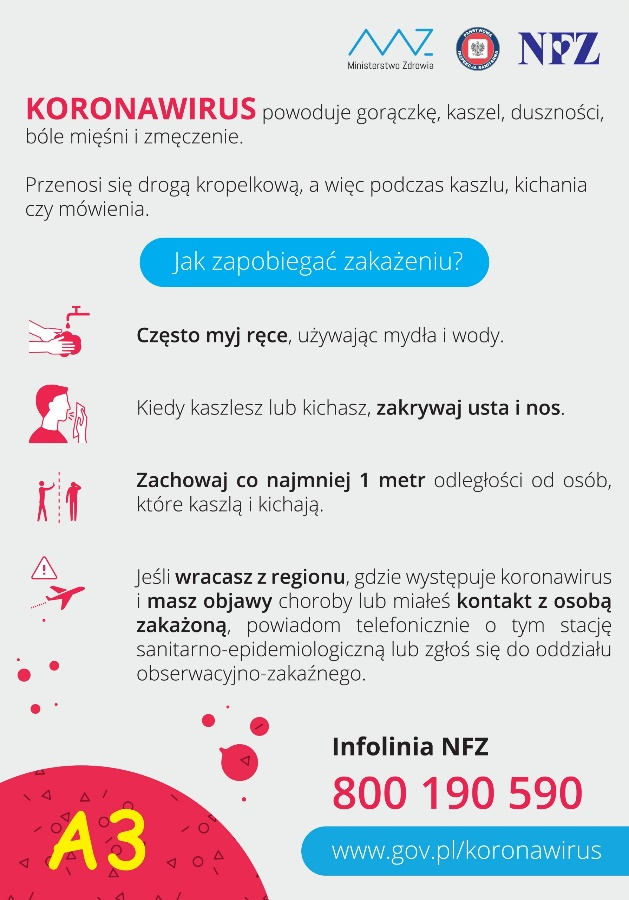 Ministerstwo Zdrowia
NFZ
KORONAWIRUS powoduje gorączkę, kaszel, duszności,
bóle mięśni i zmęczenie.
Przenosi się drogą kropelkową, a więc podczas kaszlu, kichania
czy mówienia.
Jak zapobiegać zakażeniu?
Często myj ręce, używając mydła i wody.
Kiedy kaszlesz lub kichasz, zakrywaj usta i nos.
Zachowaj co najmniej 1 metr odległości od osób,
które kaszlą i kichają.
Jeśli wracasz z regionu, gdzie występuje koronawirus
i masz objawy choroby lub miałeś kontakt z osobą
zakażoną, powiadom telefonicznie o tym stację
sanitarno-epidemiologiczną lub zgłoś się do oddziału
obserwacyjno-zakaźnego.
Infolinia NFZ
800 190 590
www.gov.pl/koronawirus
A3